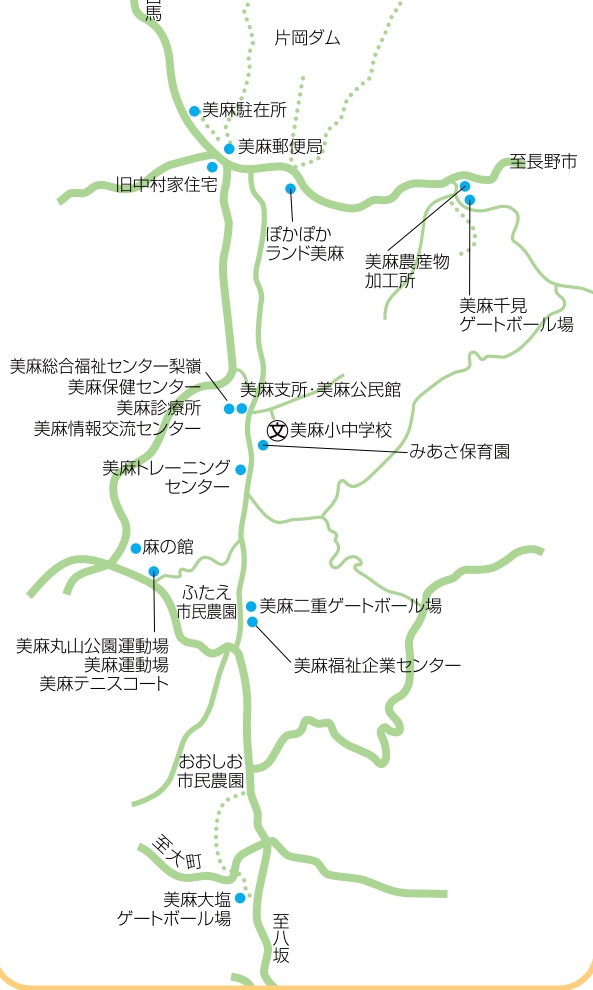 馬
片岡ダム
美麻駐在所
美麻郵便局
至長野市
旧中村家住宅
ぽかぽか
ランド美麻
美麻農産物
加工所
美麻千見
ゲートボール場
美麻総合福祉センター梨嶺
美麻保健センター
美麻診療所
美麻情報交流センター
美麻支所・美麻公民館
文
美麻小中学校
みあさ保育園
美麻トレーニング
センター
麻の館
ふたえ
市民農園
美麻二重ゲートボール場
美麻丸山公園運動場
美麻運動場
美麻テニスコート
美麻福祉企業センター
おおしお
市民農園
至大町
美麻大塩
ゲートボール場
至八坂